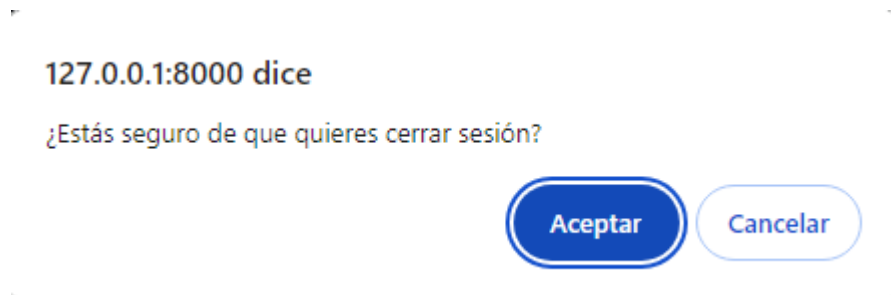 127.0.0.1:8000 dice
¿Estás seguro de que quieres cerrar sesión?
Aceptar Cancelar